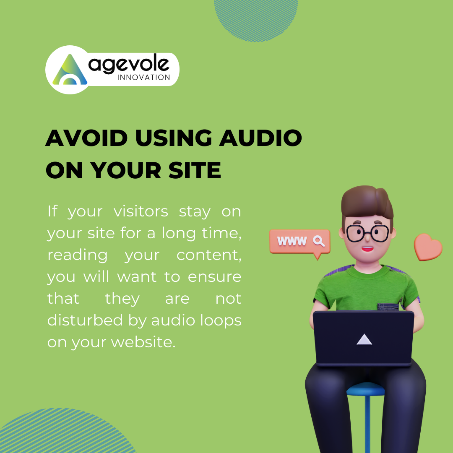 agevole
INNOVATION
AVOID USING AUDIO
ON YOUR SITE
If your visitors stay on
your site for a long time,
reading your content,
you will want to ensure
that they are not
disturbed by audio loops
on your website.
WWW